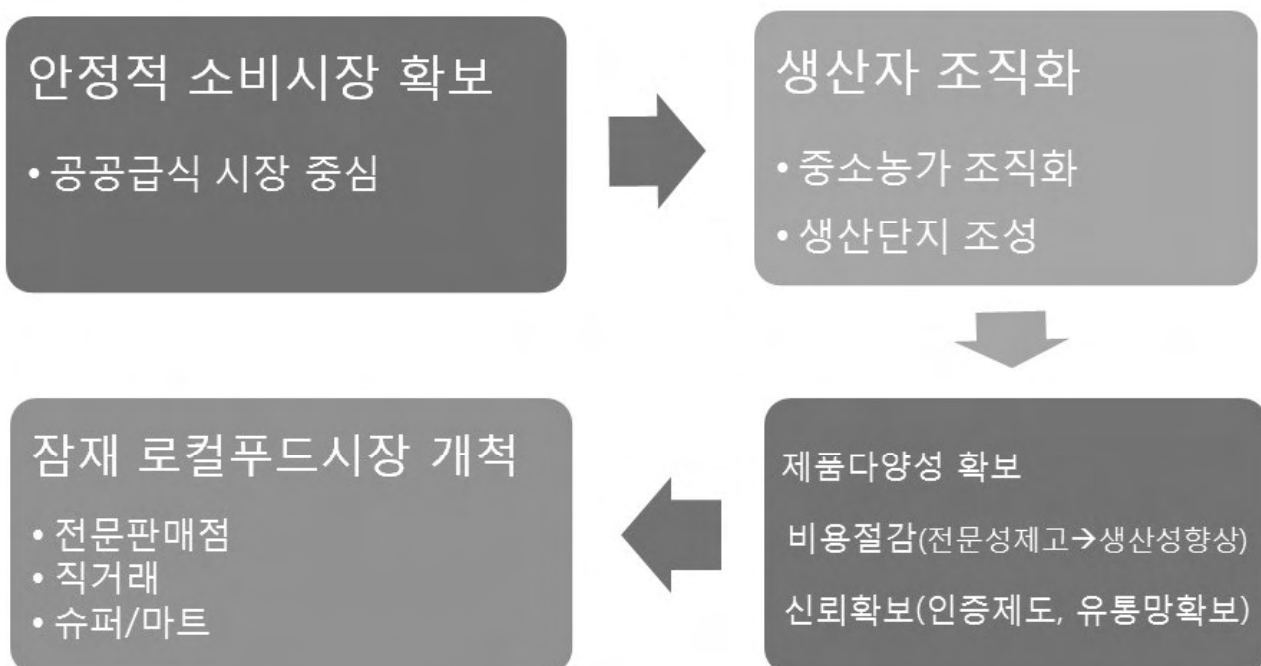 안정적 소비시장 확보
• 공공급식 시장 중심
생산자 조직화
• 중소농가 조직화
• 생산단지 조성
제품다양성 확보
비용절감(전문성제고→생산성향상)
신뢰확보(인증제도, 유통망확보)
잠재 로컬푸드시장 개척
• 전문판매점
• 직거래
• 슈퍼/마트